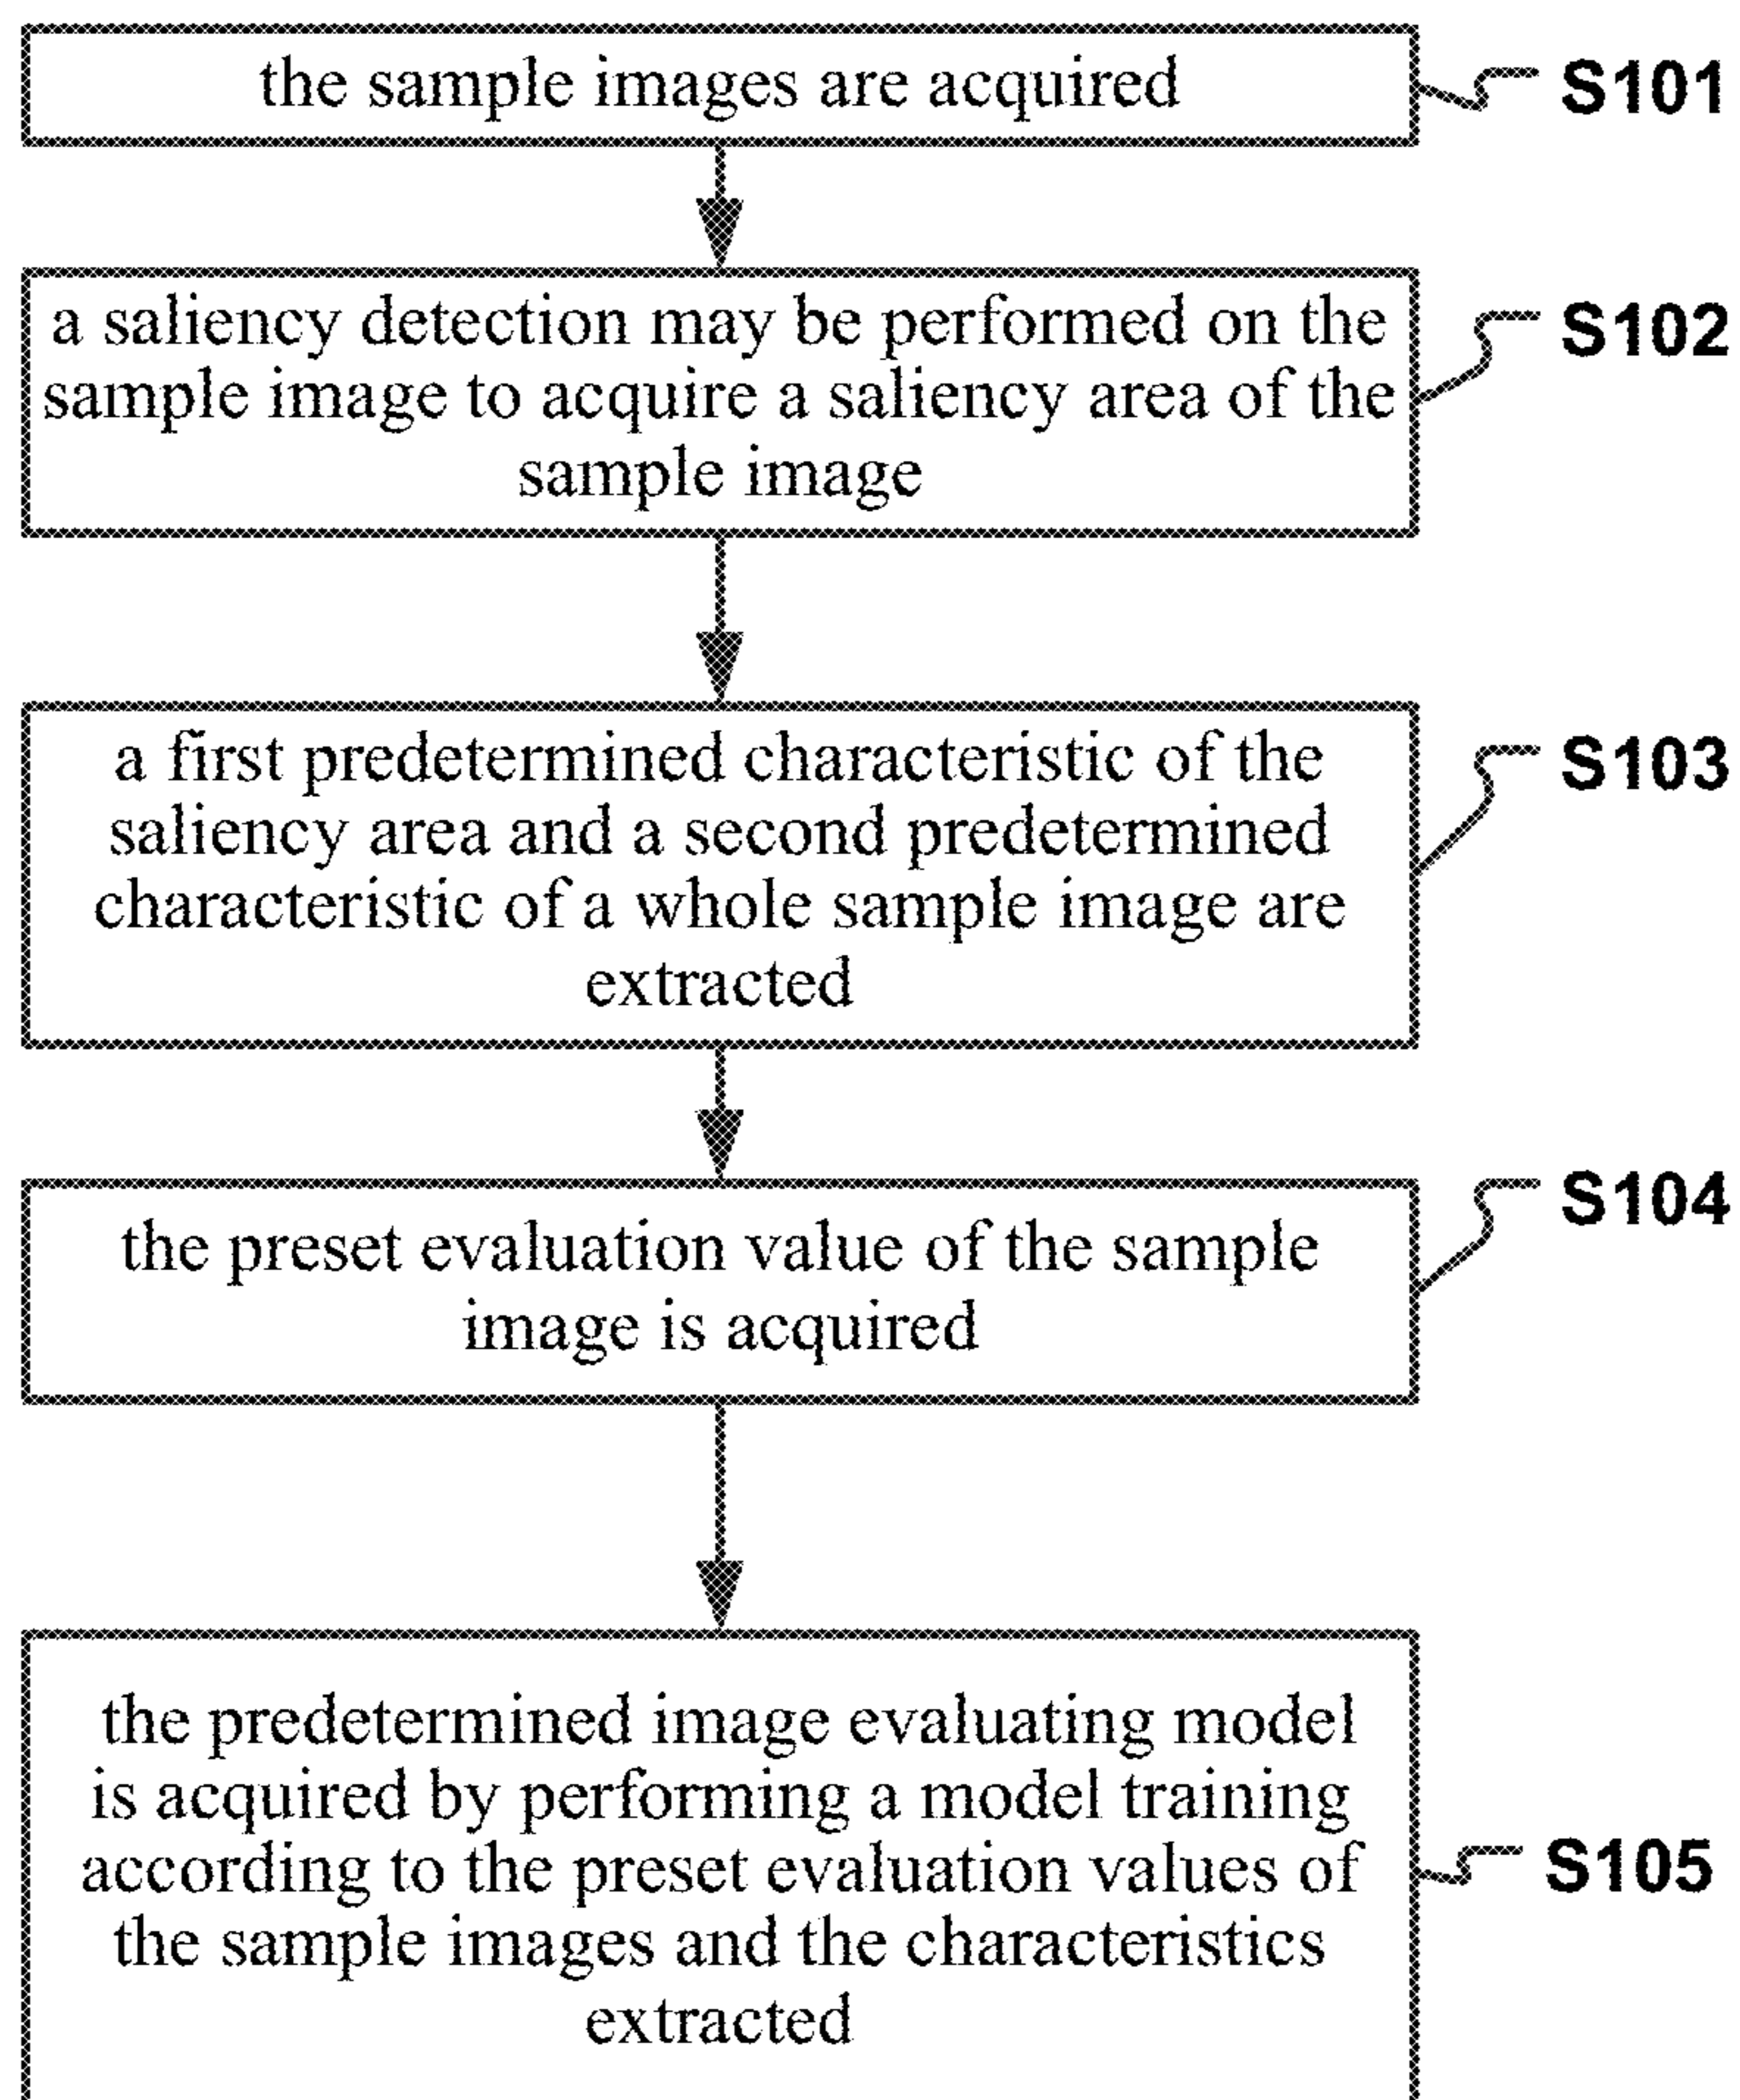 the sample images are acquired
S101
a saliency detection may be performed on the
sample image to acquire a saliency area of the
sample image
S102
a first predetermined characteristic of the
saliency area and a second predetermined
characteristic of a whole sample image are
extracted
S103
the preset evaluation value of the sample
image is acquired
S104
the predetermined image evaluating model
is acquired by performing a model training
according to the preset evaluation values of
the sample images and the characteristics
extracted
S105